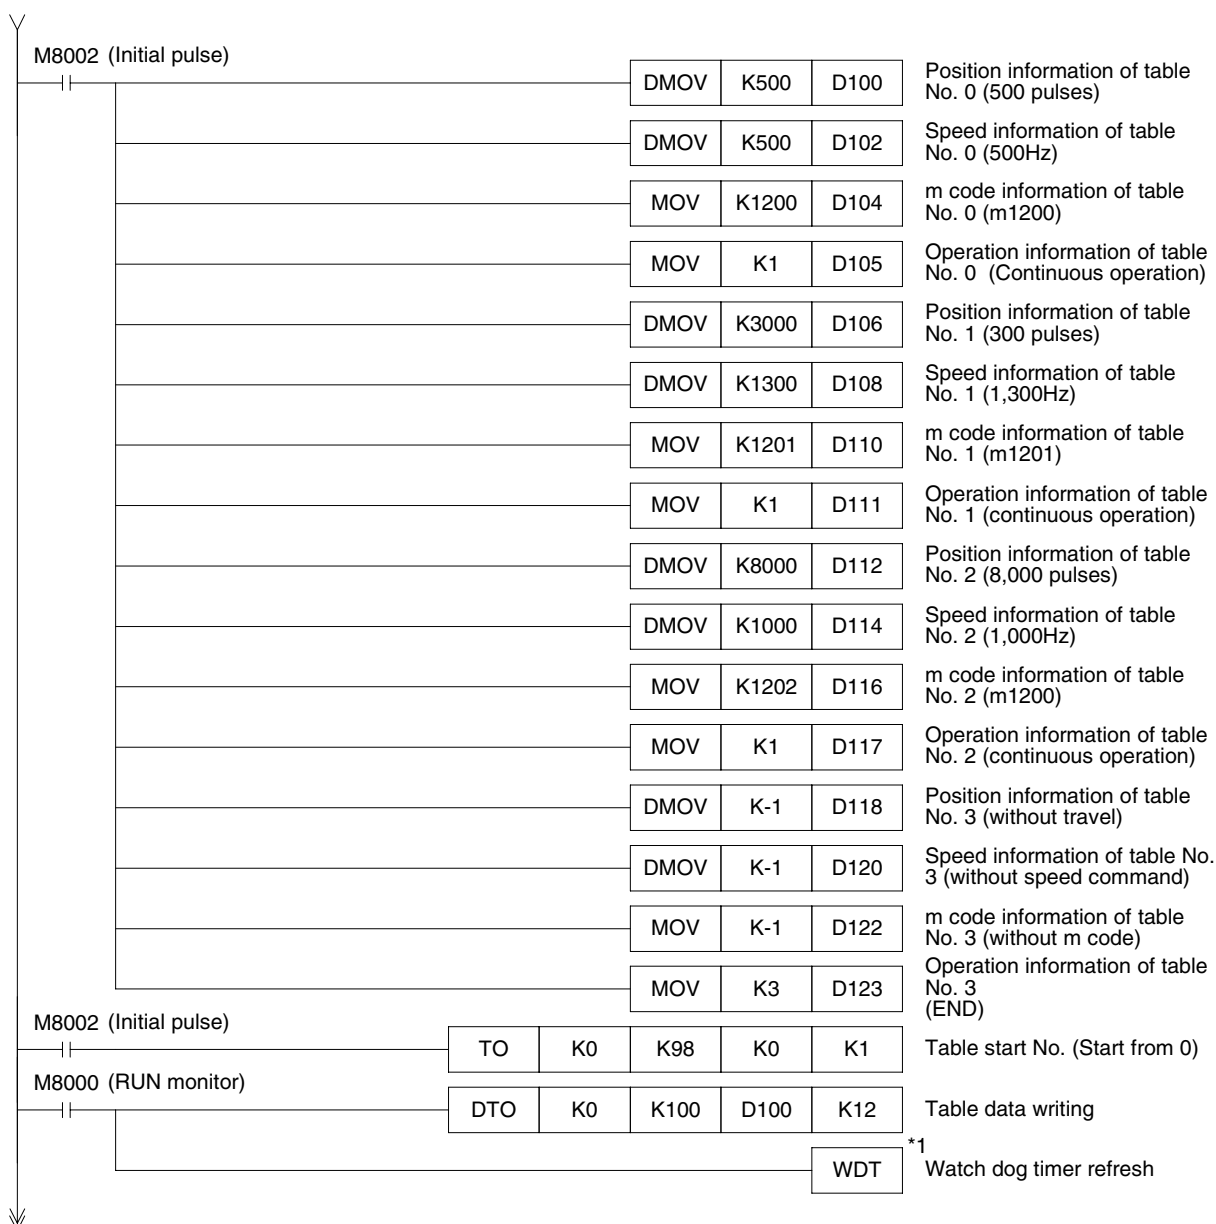 M8002 (Initial pulse)
DMOV K500 D100 Position information of table
No. 0 (500 pulses)
DMOV K500 D102 Speed information of table
No. 0 (500Hz)
MOV K1200 D104 m code information of table
No. 0 (m1200)
MOV K1 D105 Operation information of table
No. 0 (Continuous operation)
DMOV K3000 D106 Position information of table
No. 1 (300 pulses)
DMOV K1300 D108 Speed information of table
No. 1 (1,300Hz)
MOV K1201 D110 m code information of table
No. 1 (m1201)
MOV K1 D111 Operation information of table
No. 1 (continuous operation)
DMOV K8000 D112 Position information of table
No. 2 (8,000 pulses)
DMOV K1000 D114 Speed information of table
No. 2 (1,000Hz)
MOV K1202 D116 m code information of table
No. 2 (m1200)
MOV K1 D117 Operation information of table
No. 2 (continuous operation)
DMOV K-1 D118 Position information of table
No. 3 (without travel)
DMOV K-1 D120 Speed information of table No.
3 (without speed command)
MOV K-1 D122 m code information of table
No. 3 (without m code)
MOV K3 D123 Operation information of table
No. 3
(END)
M8002 (Initial pulse)
TO K0 K98 K0 K1 Table start No. (Start from 0)
M8000 (RUN monitor)
DTO K0 K100 D100 K12 Table data writing
WDT *1 Watch dog timer refresh